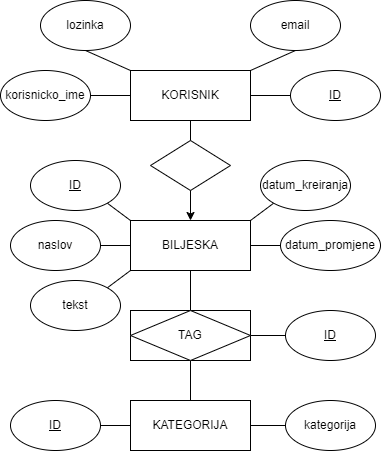 lozinka
email
korisnicko_ime
KORISNIK
ID
ID
datum_kreiranja
naslov
BILJESKA
datum_promjene
tekst
TAG
ID
ID
KATEGORIJA
kategorija